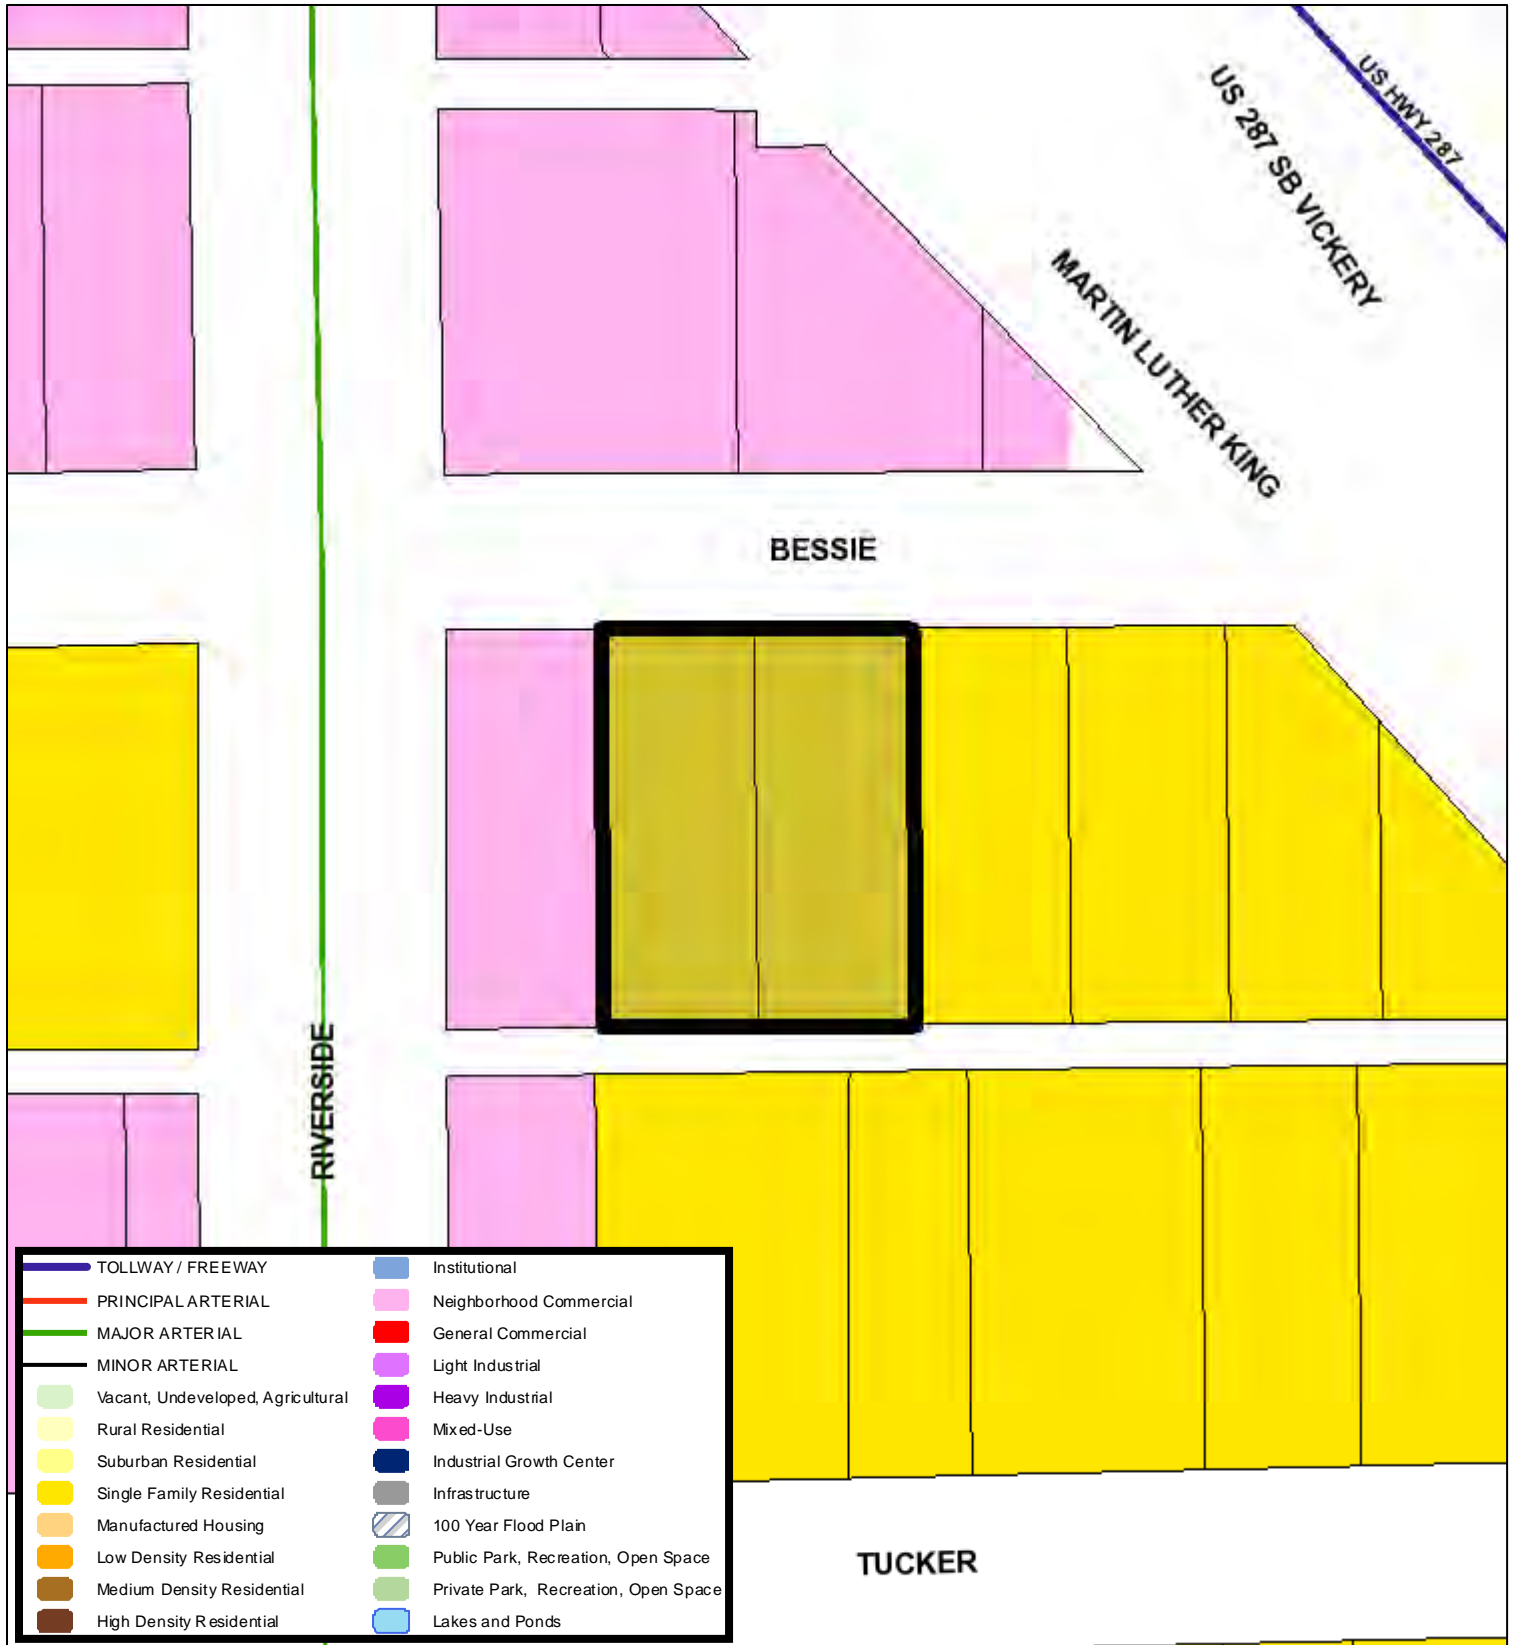 US HWY 287
US 287 SB VICKERY
MARTIN LUTHER KING
BESSIE
RIVERSIDE
TOLLWAY / FREEWAY
PRINCIPAL ARTERIAL
MAJOR ARTERIAL
MINOR ARTERIAL
Vacant, Undeveloped, Agricultural
Rural Residential
Suburban Residential
Single Family Residential
Manufactured Housing
Low Density Residential
Medium Density Residential
High Density Residential
Institutional
Neighborhood Commercial
General Commercial
Light Industrial
Heavy Industrial
Mixed-Use
Industrial Growth Center
Infrastructure
100 Year Flood Plain
Public Park, Recreation, Open Space
Private Park, Recreation, Open Space
Lakes and Ponds
TUCKER